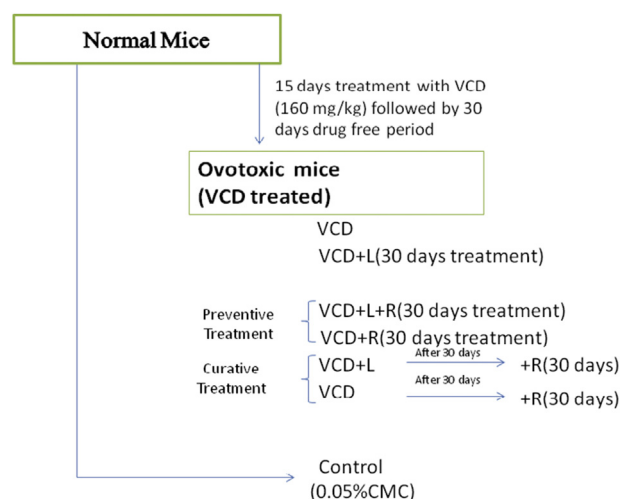 Normal Mice
15 days treatment with VCD
(160 mg/kg) followed by 30
days drug free period
Ovotoxic mice
(VCD treated)
VCD
VCD+L(30 days treatment)
Preventive
Treatment
VCD+L+R(30 days treatment)
VCD+R(30 days treatment)
Curative
Treatment
VCD+L After 30 days +R(30 days)
VCD After 30 days +R(30 days)
Control
(0.05%CMC)